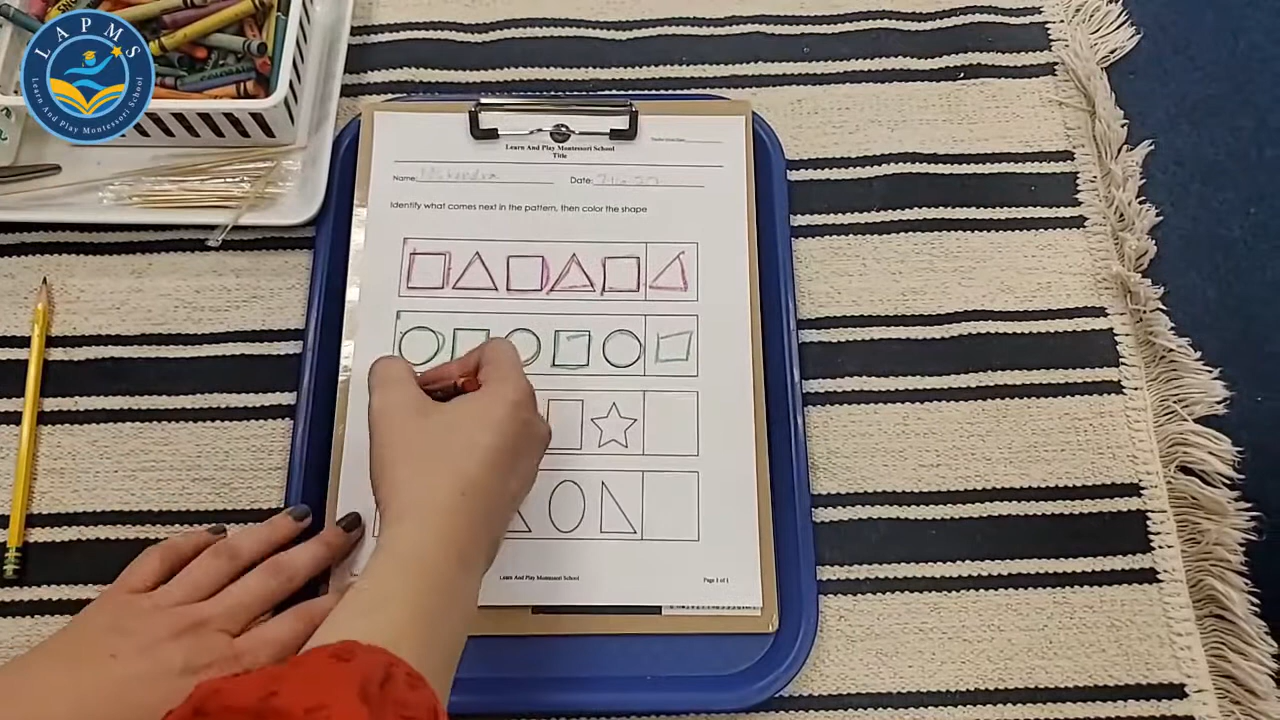 LAPMS
Learn And Play Montessori School
Learn And Play Montessori School
Title
Name:
Date:
Identify what comes next in the pattern, then color the shape
Learn And Play Montessori School
Page 1 of 1